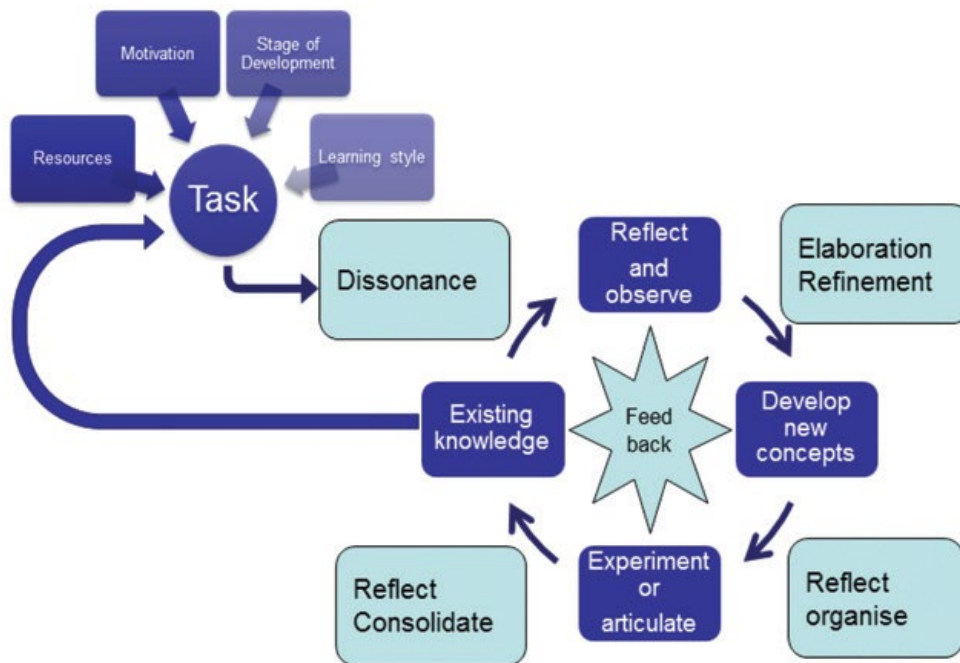 Motivation
Stage of
Development
Resources
Learning style
Task
Dissonance
Reflect
and
observe
Elaboration
Refinement
Existing
knowledge
Feed
back
Develop
new
concepts
Reflect
Consolidate
Experiment
or
articulate
Reflect
organise